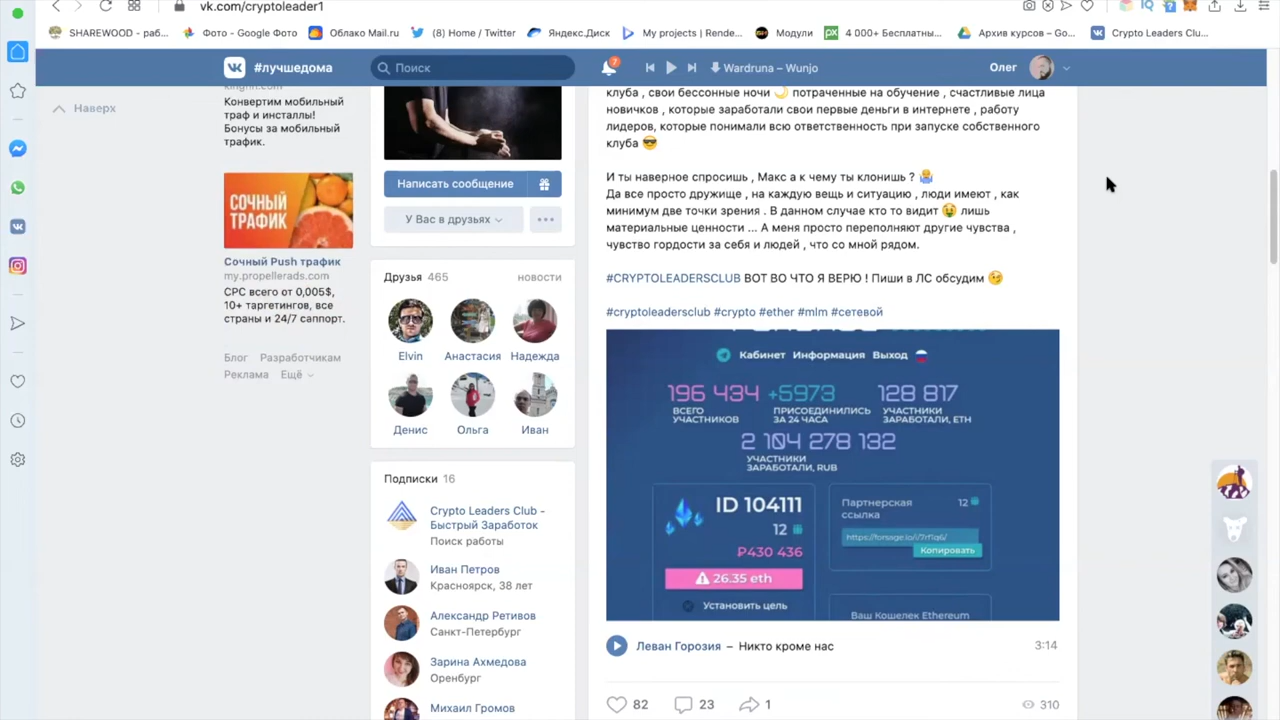 vk.com/cryptoleader1
SHAREWOOD - раб...
Фото - Google Фото
Облако Mail.ru
(8) Home / Twitter
Яндекс.Диск
My projects | Rende...
Модули
4 000+ Бесплатны...
Архив курсов – Go...
Crypto Leaders Clu...
#лучшедома
Поиск
7
Wardruna – Wunjo
Олег
Наверх
Конвертим мобильный
траф и инсталлы!
Бонусы за мобильный
трафик.
СОЧНЫЙ
ТРАФИК
Сочный Push трафик
my.propellerads.com
CPC всего от 0,005$,
10+ таргетингов, все
страны и 24/7 саппорт.
Блог Разработчикам
Реклама Ещё
Написать сообщение
У Вас в друзьях
Друзья 465
новости
Elvin Анастасия Надежда
Денис Ольга Иван
Подписки 16
Crypto Leaders Club -
Быстрый Заработок
Поиск работы
Иван Петров
Красноярск, 38 лет
Александр Ретивов
Санкт-Петербург
Зарина Ахмедова
Оренбург
Михаил Громов
клуба , свои бессонные ночи 🌙 потраченные на обучение , счастливые лица
новичков , которые заработали свои первые деньги в интернете , работу
лидеров, которые понимали всю ответственность при запуске собственного
клуба 😎
И ты наверное спросишь , Макс а к чему ты клонишь ? 🤷
Да все просто дружище , на каждую вещь и ситуацию , люди имеют , как
минимум две точки зрения . В данном случае кто то видит 🤑 лишь
материальные ценности ... А меня просто переполняют другие чувства ,
чувство гордости за себя и людей , что со мной рядом.
#CRYPTOLEADERSCLUB ВОТ ВО ЧТО Я ВЕРЮ ! Пиши в ЛС обсудим 😉
#cryptoleadersclub #crypto #ether #mlm #сетевой
Кабинет Информация Выход
196 434 +5973 128 817
ВСЕГО
УЧАСТНИКОВ
ПРИСОЕДИНИЛИСЬ
ЗА 24 ЧАСА
УЧАСТНИКИ
ЗАРАБОТАЛИ, ETH
2 104 278 132
УЧАСТНИКИ
ЗАРАБОТАЛИ, RUB
ID 104111
12
₽430 436
26.35 eth
Установить цель
Партнерская
ссылка
12
https://forsage.io/i/7rf1q6/
Копировать
Ваш Кошелек Ethereum
Леван Горозия – Никто кроме нас
3:14
82 23 1
310